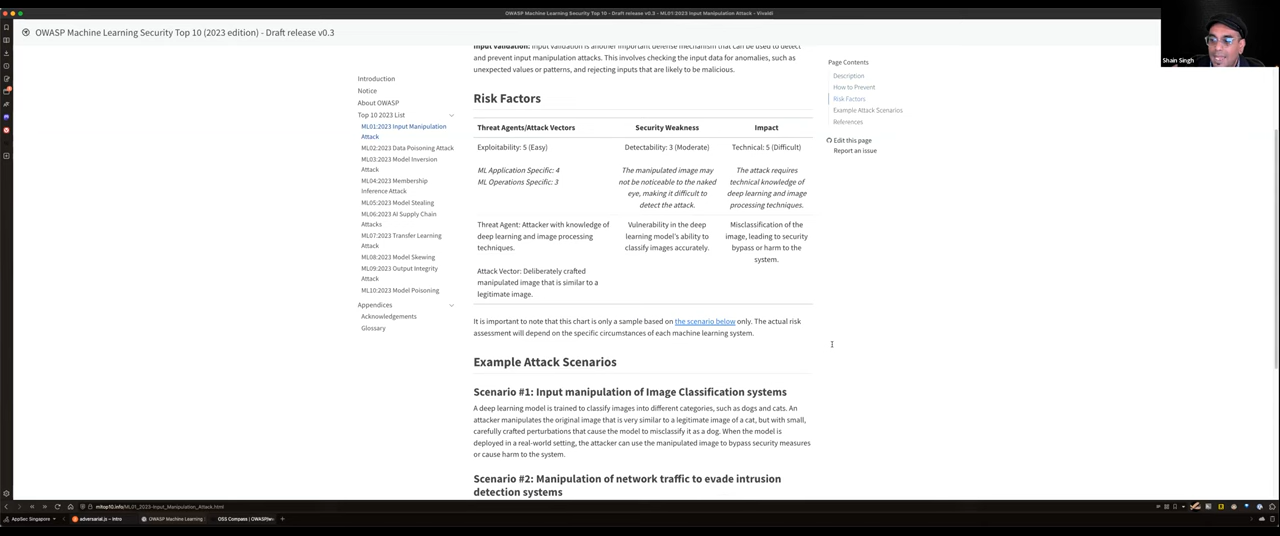 OWASP Machine Learning Security Top 10 (2023 edition) - Draft release v0.3 - ML01:2023 Input Manipulation Attack - Vivaldi
OWASP Machine Learning Security Top 10 (2023 edition) - Draft release v0.3
Shain Singh
Introduction
Notice
About OWASP
Top 10 2023 List
ML01:2023 Input Manipulation
Attack
ML02:2023 Data Poisoning Attack
ML03:2023 Model Inversion
Attack
ML04:2023 Membership
Inference Attack
ML05:2023 Model Stealing
ML06:2023 AI Supply Chain
Attacks
ML07:2023 Transfer Learning
Attack
ML08:2023 Model Skewing
ML09:2023 Output Integrity
Attack
ML10:2023 Model Poisoning
Appendices
Acknowledgements
Glossary
Input Validation: Input validation is another important defense mechanism that can be used to detect
and prevent input manipulation attacks. This involves checking the input data for anomalies, such as
unexpected values or patterns, and rejecting inputs that are likely to be malicious.
Risk Factors
Threat Agents/Attack Vectors
Security Weakness
Impact
Exploitability: 5 (Easy)
Detectability: 3 (Moderate)
Technical: 5 (Difficult)
ML Application Specific: 4
ML Operations Specific: 3
The manipulated image may
not be noticeable to the naked
eye, making it difficult to
detect the attack.
The attack requires
technical knowledge of
deep learning and image
processing techniques.
Threat Agent: Attacker with knowledge of
deep learning and image processing
techniques.
Attack Vector: Deliberately crafted
manipulated image that is similar to a
legitimate image.
Vulnerability in the deep
learning model's ability to
classify images accurately.
Misclassification of the
image, leading to security
bypass or harm to the
system.
It is important to note that this chart is only a sample based on the scenario below only. The actual risk
assessment will depend on the specific circumstances of each machine learning system.
Example Attack Scenarios
Scenario #1: Input manipulation of Image Classification systems
A deep learning model is trained to classify images into different categories, such as dogs and cats. An
attacker manipulates the original image that is very similar to a legitimate image of a cat, but with small,
carefully crafted perturbations that cause the model to misclassify it as a dog. When the model is
deployed in a real-world setting, the attacker can use the manipulated image to bypass security measures
or cause harm to the system.
Scenario #2: Manipulation of network traffic to evade intrusion
detection systems
Page Contents
Description
How to Prevent
Risk Factors
Example Attack Scenarios
References
Edit this page
Report an issue
mltop10.info/ML01_2023-Input_Manipulation_Attack.html
AppSec Singapore
adversarial.js – Intro
OWASP Machine Learning
OSS Compass | OWASP/w